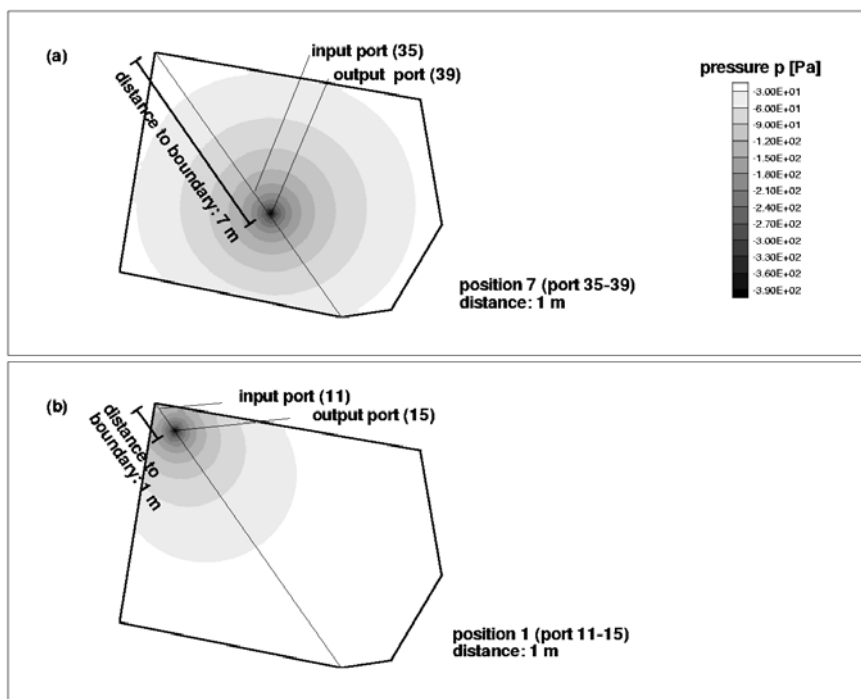 (a)
input port (35)
output port (39)
distance to boundary: 7 m
position 7 (port 35-39)
distance: 1 m
pressure p [Pa]
-3.00E+01
-6.00E+01
-9.00E+01
-1.20E+02
-1.50E+02
-1.80E+02
-2.10E+02
-2.40E+02
-2.70E+02
-3.00E+02
-3.30E+02
-3.60E+02
-3.90E+02
(b)
input port (11)
output port (15)
distance to
boundary: 1 m
position 1 (port 11-15)
distance: 1 m